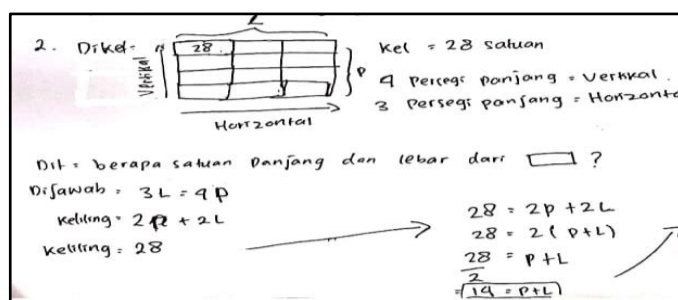 L
2. Diket = 28 Kel = 28 satuan
Vertikal P 4 Persegi Panjang = Vertikal.
3 Persegi panjang = Horizonta
Horizontal
Dit = berapa satuan Panjang dan lebar dari ▭ ?
Dijawab = 3L = 4P
Keliling = 2P + 2L
Keliling = 28
28 = 2P + 2L
28 = 2 (P+L)
28/2 = P+L
= 14 = P+L